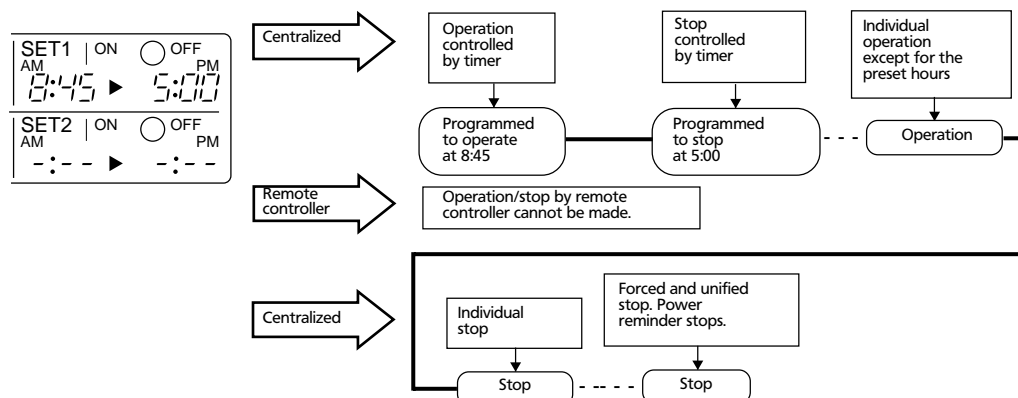 SET1 | ON ◯ OFF
AM PM
8:45 ▶ 5:00
SET2 | ON ◯ OFF
AM PM
-:-- ▶ -:--
Centralized
Operation
controlled
by timer
Stop
controlled
by timer
Individual
operation
except for the
preset hours
Programmed
to operate
at 8:45
Programmed
to stop
at 5:00
Operation
Remote
controller
Operation/stop by remote
controller cannot be made.
Centralized
Individual
stop
Forced and unified
stop. Power
reminder stops.
Stop
Stop